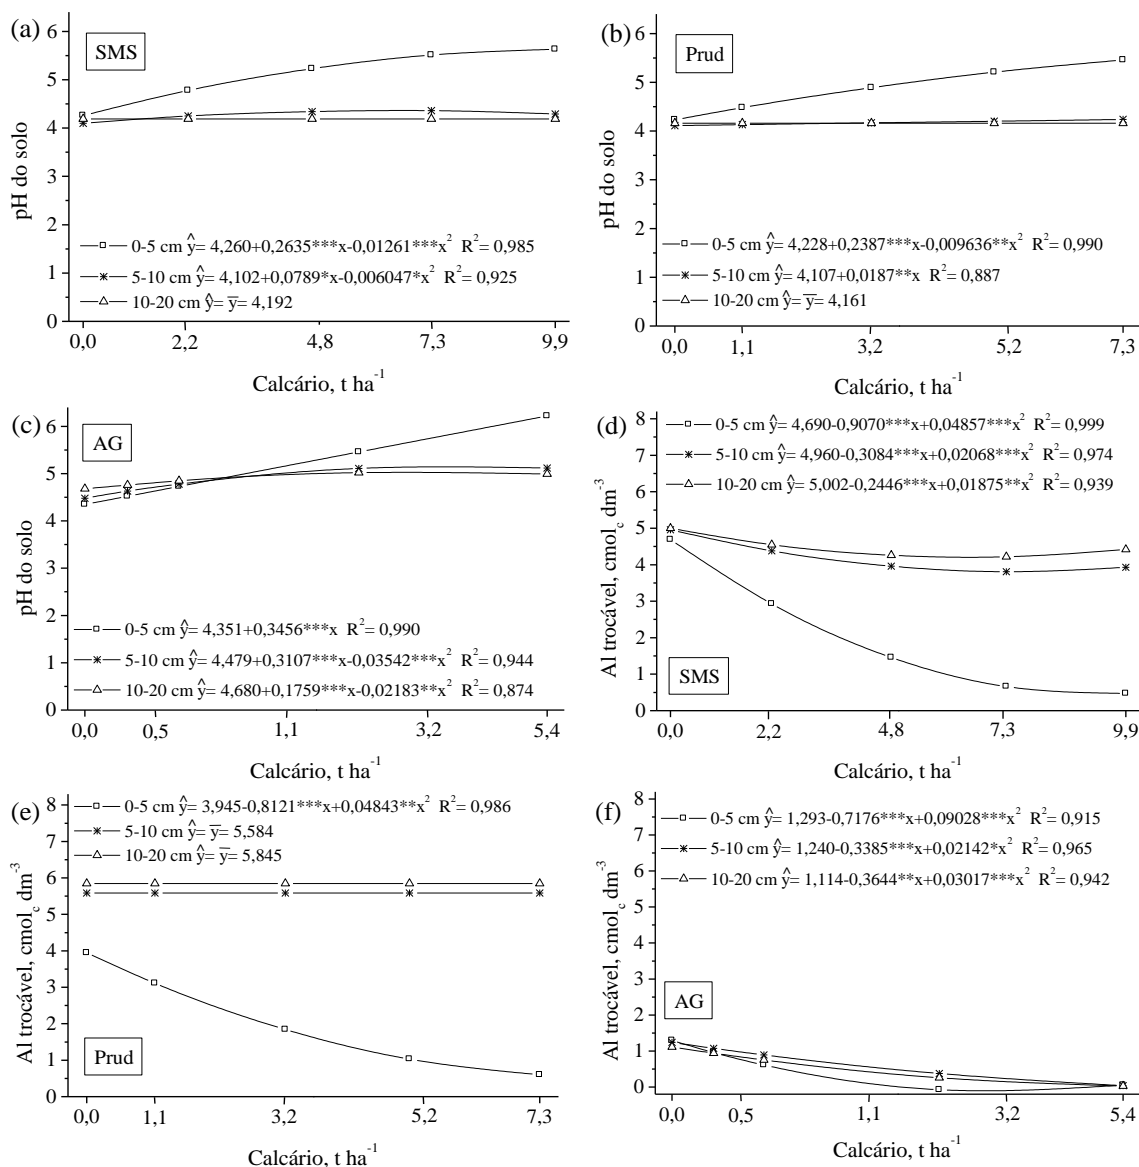 (a)
SMS
pH do solo
6
5
4
3
2
1
0
0-5 cm ŷ= 4,260+0,2635***x-0,01261***x² R²= 0,985
5-10 cm ŷ= 4,102+0,0789*x-0,006047*x² R²= 0,925
10-20 cm ŷ= y̅= 4,192
0,0 2,2 4,8 7,3 9,9
Calcário, t ha⁻¹
(b)
Prud
pH do solo
6
5
4
3
2
1
0
0-5 cm ŷ= 4,228+0,2387***x-0,009636**x² R²= 0,990
5-10 cm ŷ= 4,107+0,0187**x R²= 0,887
10-20 cm ŷ= y̅= 4,161
0,0 1,1 3,2 5,2 7,3
Calcário, t ha⁻¹
(c)
AG
pH do solo
6
5
4
3
2
1
0
0-5 cm ŷ= 4,351+0,3456***x R²= 0,990
5-10 cm ŷ= 4,479+0,3107***x-0,03542***x² R²= 0,944
10-20 cm ŷ= 4,680+0,1759***x-0,02183**x² R²= 0,874
0,0 0,5 1,1 3,2 5,4
Calcário, t ha⁻¹
(d)
Al trocável, cmol꜀ dm⁻³
8
7
6
5
4
3
2
1
0
0-5 cm ŷ= 4,690-0,9070***x+0,04857***x² R²= 0,999
5-10 cm ŷ= 4,960-0,3084***x+0,02068***x² R²= 0,974
10-20 cm ŷ= 5,002-0,2446***x+0,01875**x² R²= 0,939
SMS
0,0 2,2 4,8 7,3 9,9
Calcário, t ha⁻¹
(e)
Al trocável, cmol꜀ dm⁻³
8
7
6
5
4
3
2
1
0
0-5 cm ŷ= 3,945-0,8121***x+0,04843**x² R²= 0,986
5-10 cm ŷ= y̅= 5,584
10-20 cm ŷ= y̅= 5,845
Prud
0,0 1,1 3,2 5,2 7,3
Calcário, t ha⁻¹
(f)
Al trocável, cmol꜀ dm⁻³
8
7
6
5
4
3
2
1
0
0-5 cm ŷ= 1,293-0,7176***x+0,09028***x² R²= 0,915
5-10 cm ŷ= 1,240-0,3385***x+0,02142*x² R²= 0,965
10-20 cm ŷ= 1,114-0,3644**x+0,03017***x² R²= 0,942
AG
0,0 0,5 1,1 3,2 5,4
Calcário, t ha⁻¹